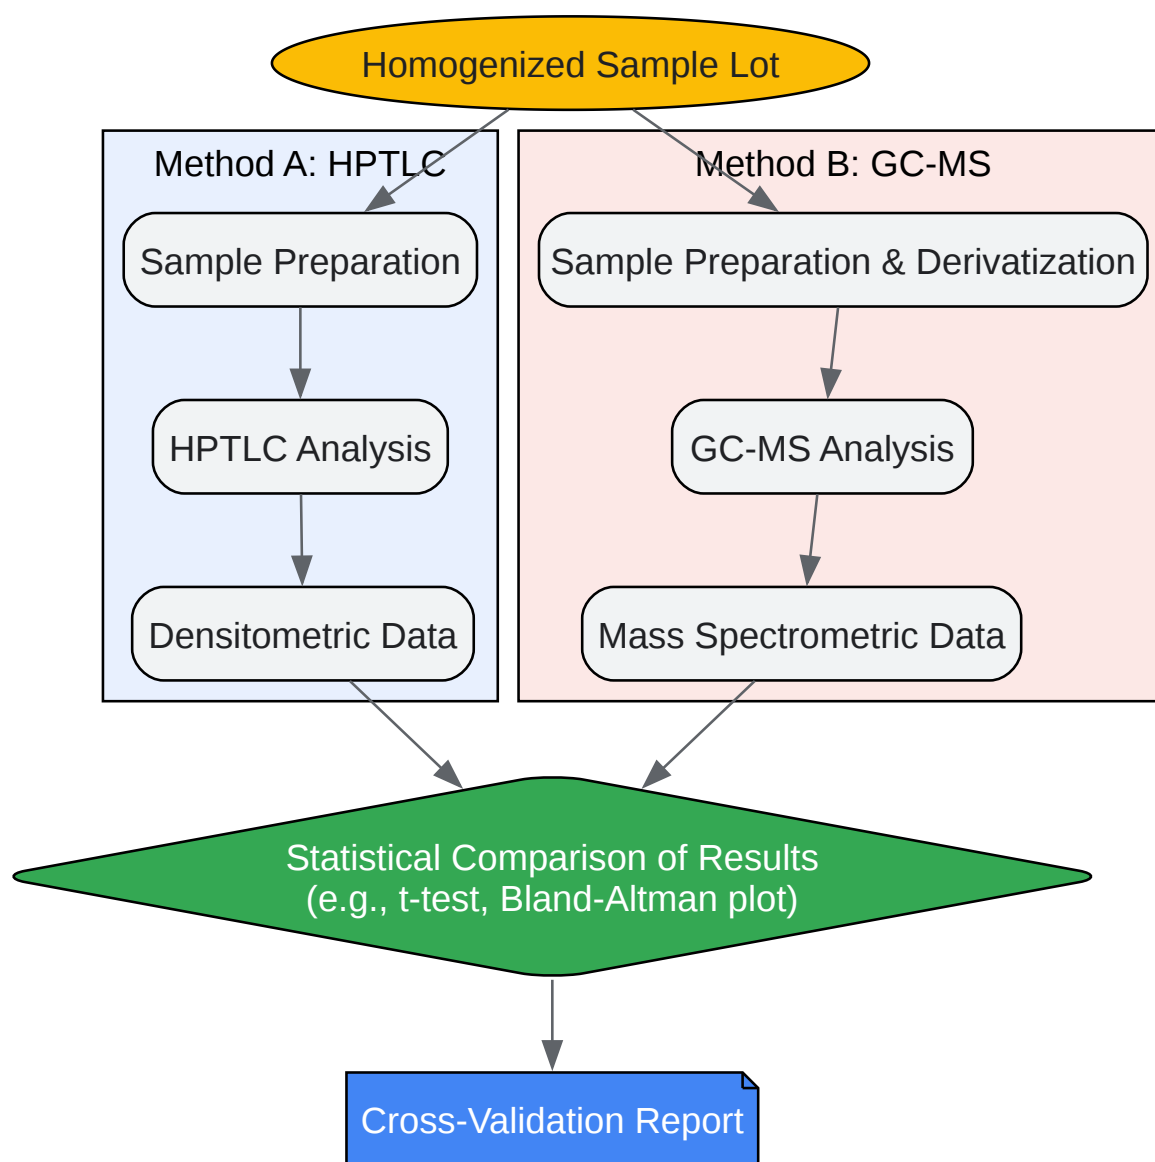 Homogenized Sample Lot
Method A: HPTLC
Sample Preparation
HPTLC Analysis
Densitometric Data
Method B: GC-MS
Sample Preparation & Derivatization
GC-MS Analysis
Mass Spectrometric Data
Statistical Comparison of Results
(e.g., t-test, Bland-Altman plot)
Cross-Validation Report